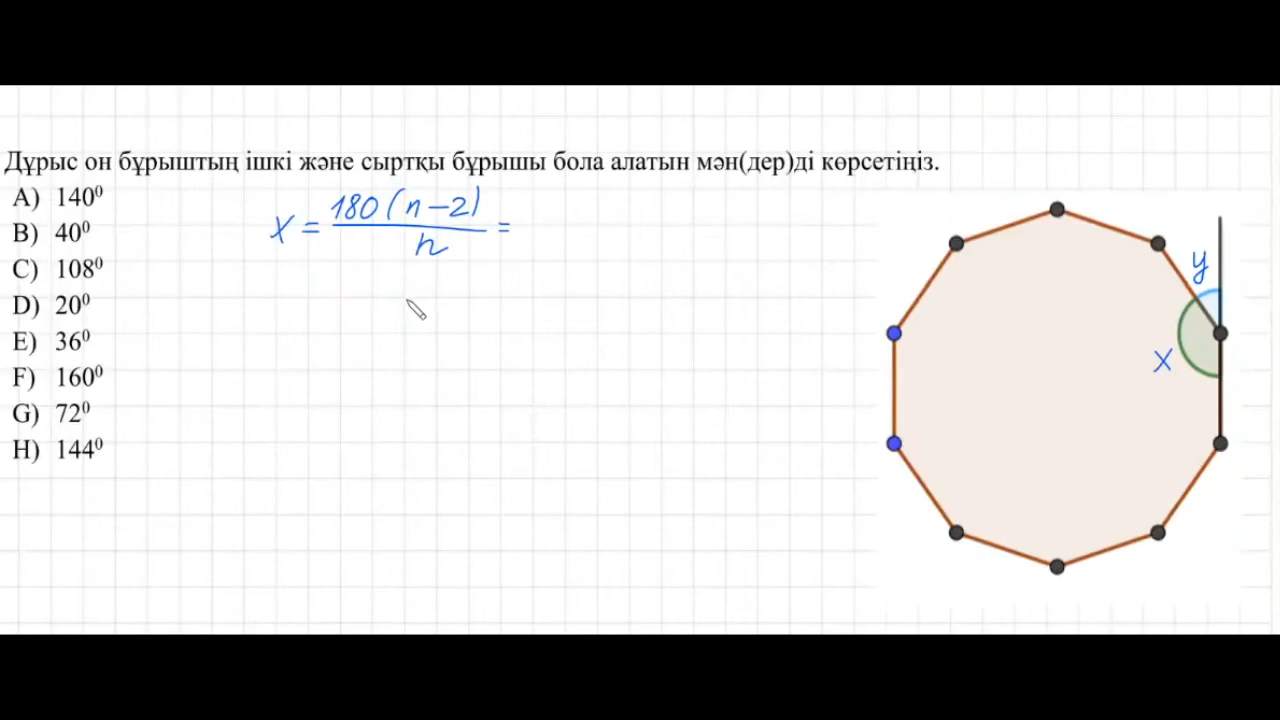 Дұрыс он бұрыштың ішкі және сыртқы бұрышы бола алатын мән(дер)ді көрсетіңіз.
A) 140⁰
B) 40⁰
C) 108⁰
D) 20⁰
E) 36⁰
F) 160⁰
G) 72⁰
H) 144⁰
x = 180(n-2)/n =
y
x